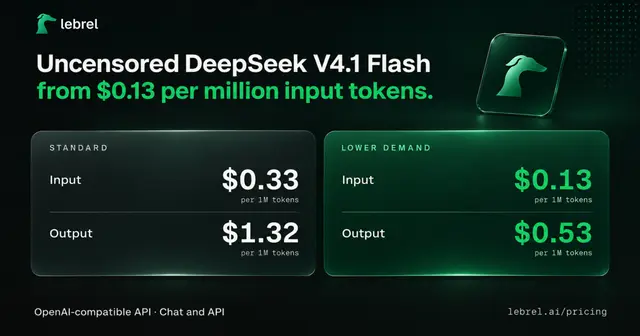 lebrel
Uncensored DeepSeek V4.1 Flash
from $0.13 per million input tokens.
STANDARD
Input
$0.33
per 1M tokens
Output
$1.32
per 1M tokens
LOWER DEMAND
Input
$0.13
per 1M tokens
Output
$0.53
per 1M tokens
OpenAI-compatible API · Chat and API
lebrel.ai/pricing